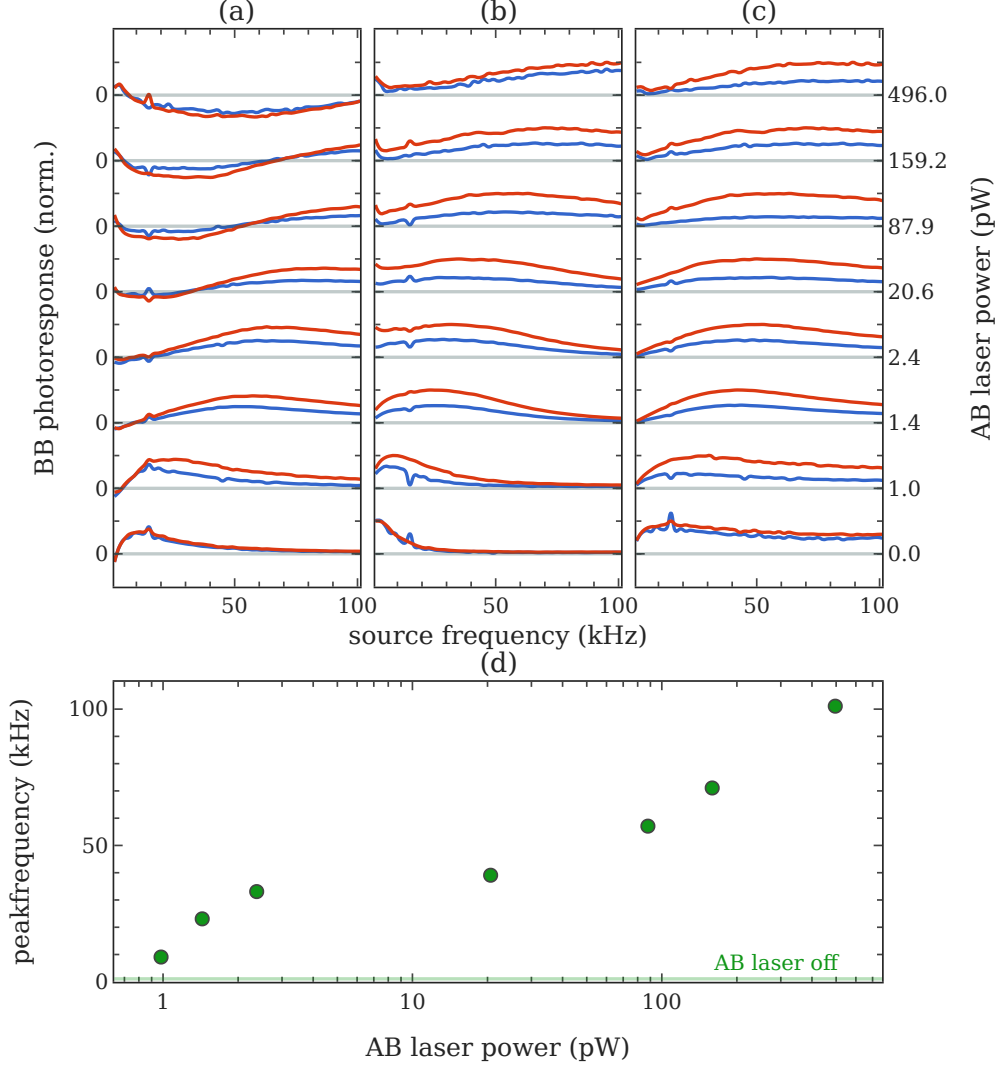 (a) (b) (c)
BB photoresponse (norm.)
0 496.0
0 159.2
0 87.9
0 20.6
0 2.4
0 1.4
0 1.0
0 0.0
AB laser power (pW)
50 100 50 100 50 100
source frequency (kHz)
(d)
peakfrequency (kHz)
100
50
0
AB laser off
1 10 100
AB laser power (pW)